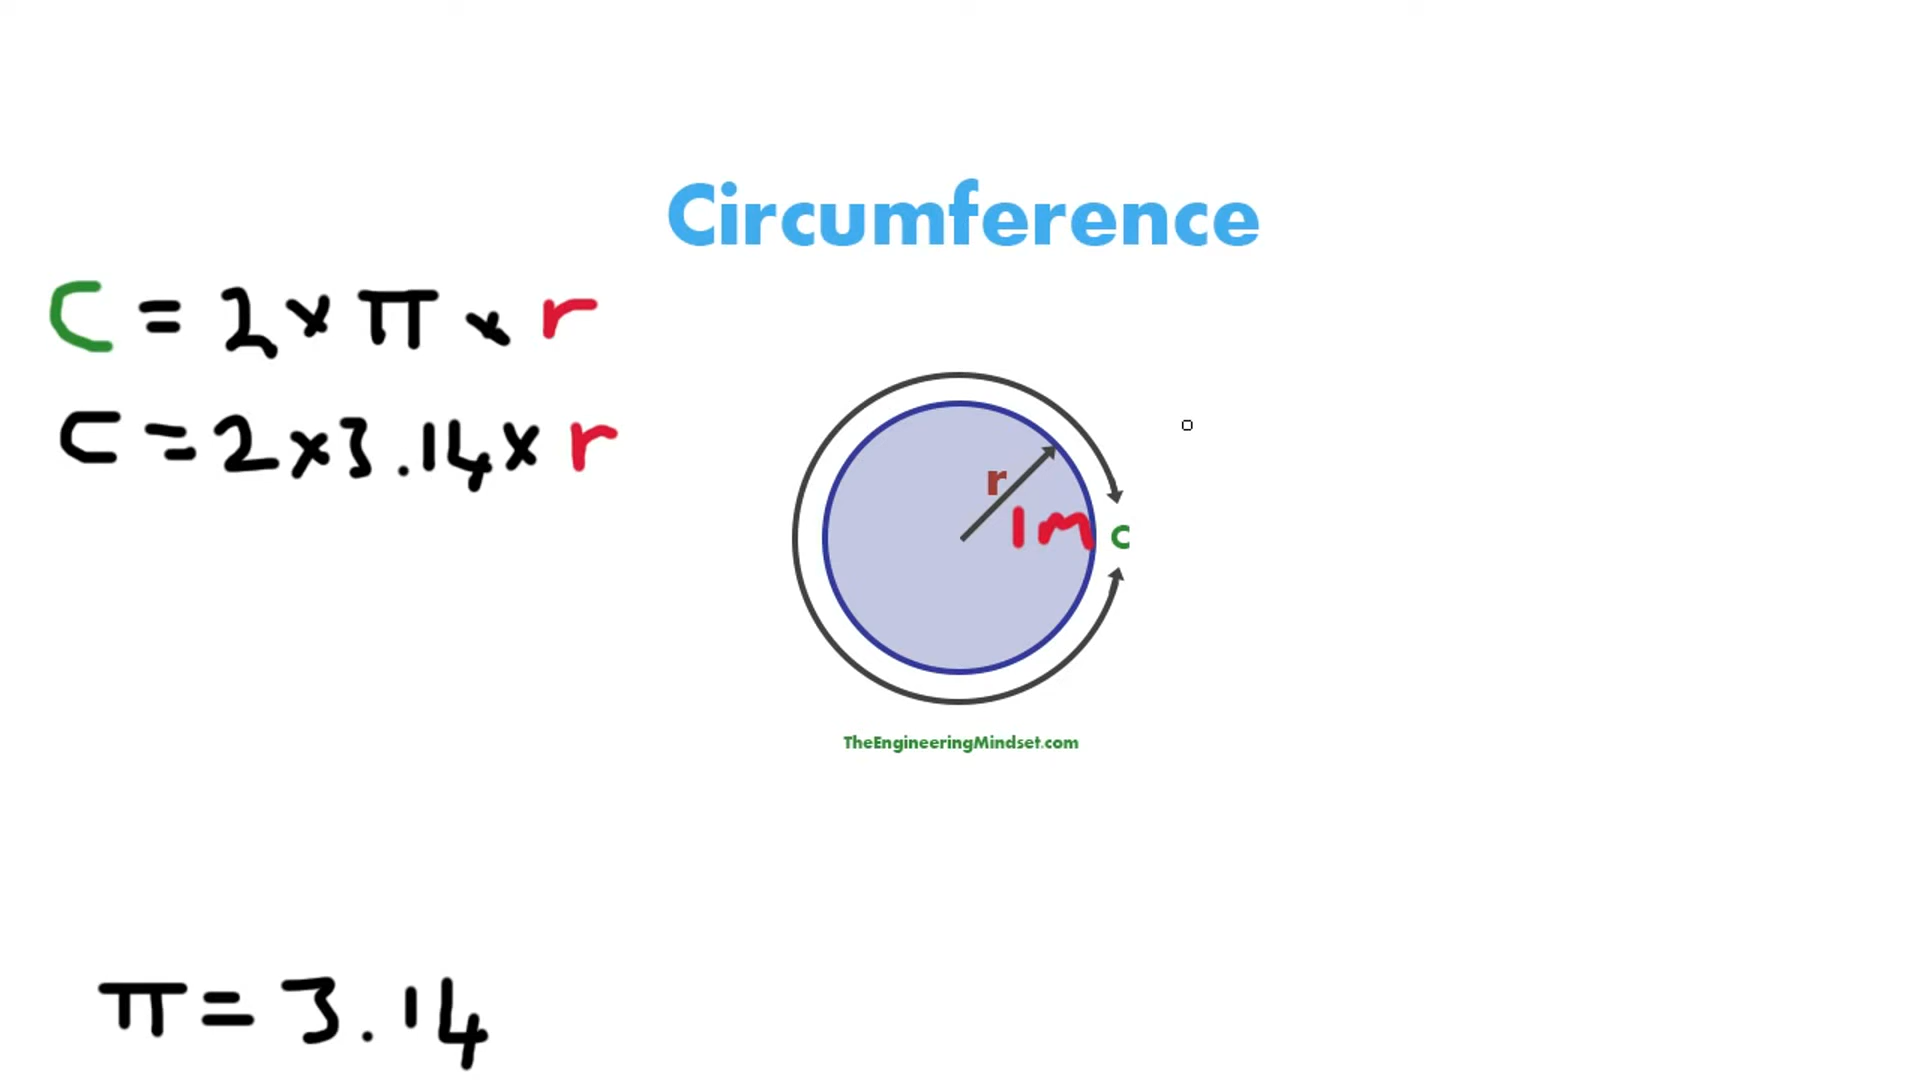 Circumference
C = 2 × π × r
C = 2 × 3.14 × r
r
1m
c
TheEngineeringMindset.com
π = 3.14